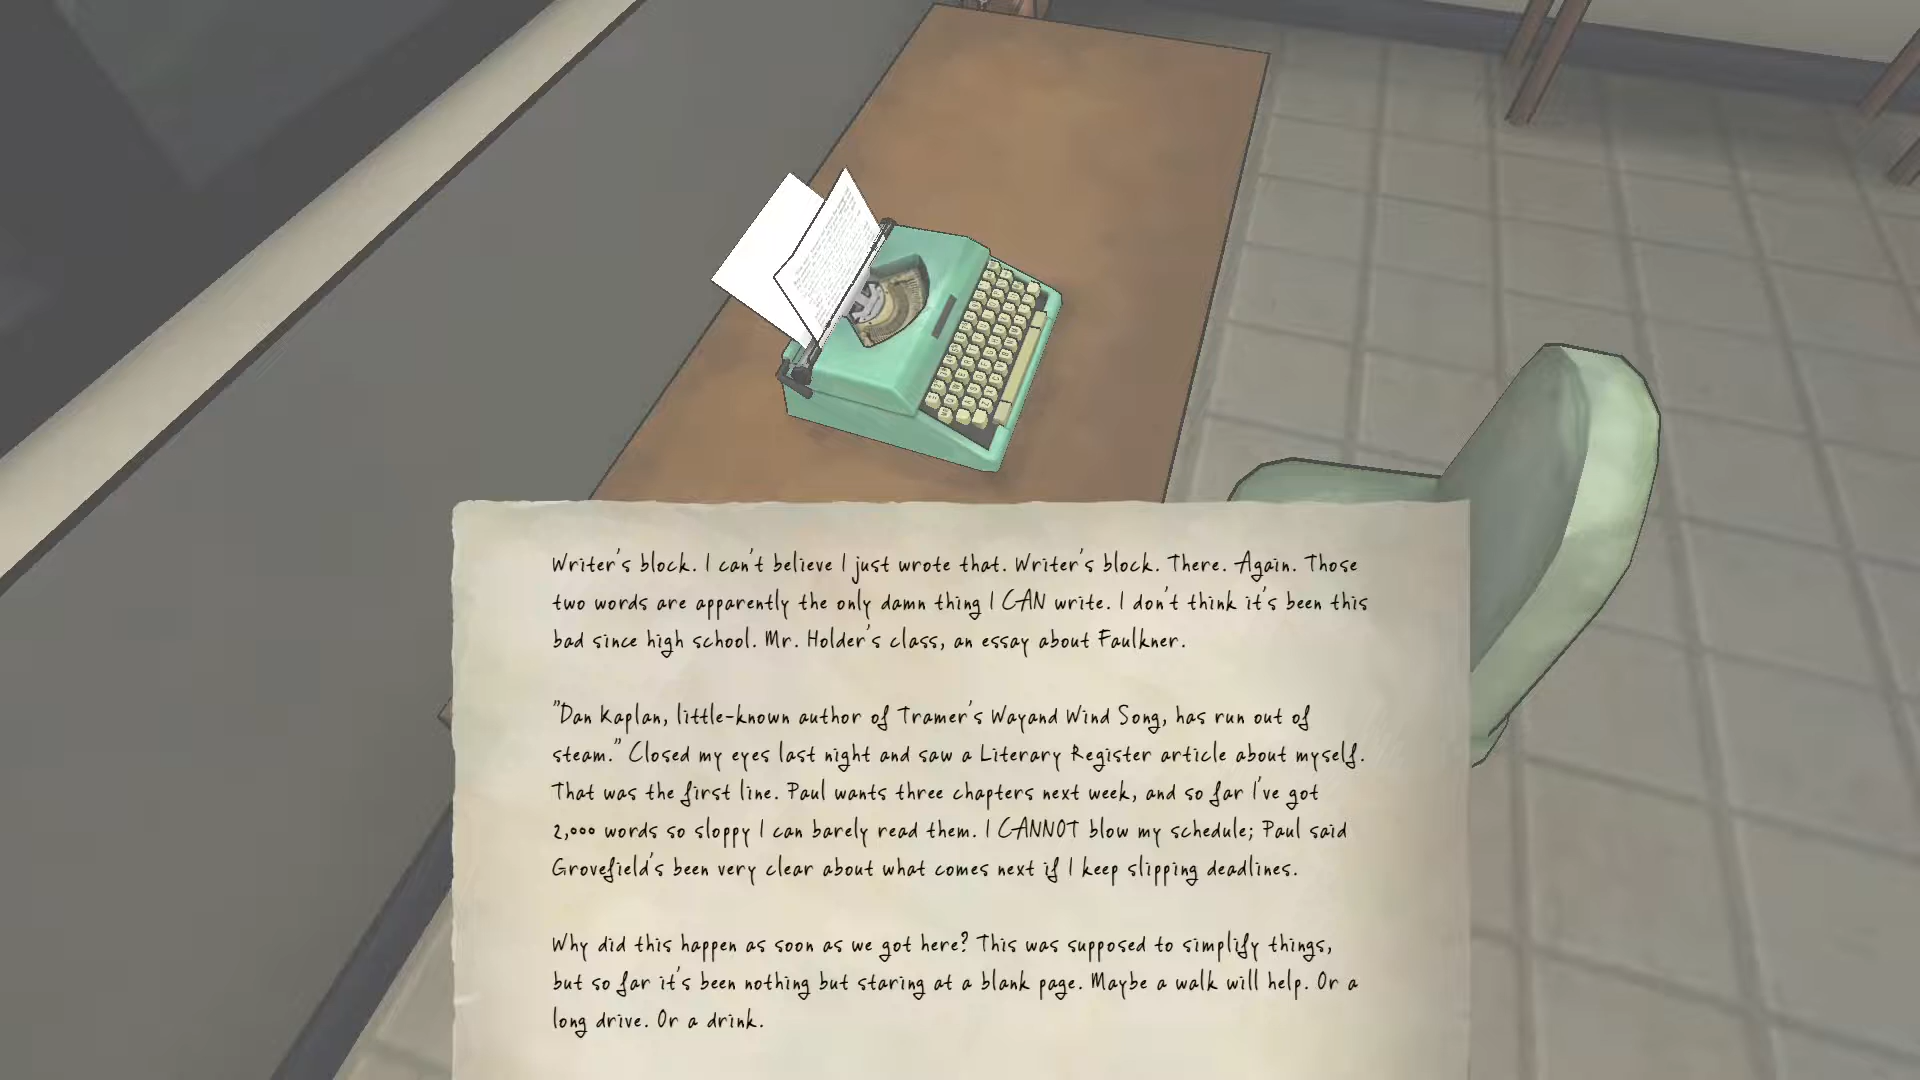 Writer's block. I can't believe I just wrote that. Writer's block. There. Again. Those
two words are apparently the only damn thing I CAN write. I don't think it's been this
bad since high school. Mr. Holder's class, an essay about Faulkner.
"Dan Kaplan, little-known author of Tramer's Wayand Wind Song, has run out of
steam." Closed my eyes last night and saw a Literary Register article about myself.
That was the first line. Paul wants three chapters next week, and so far I've got
2,000 words so sloppy I can barely read them. I CANNOT blow my schedule; Paul said
Grovefield's been very clear about what comes next if I keep slipping deadlines.
Why did this happen as soon as we got here? This was supposed to simplify things,
but so far it's been nothing but staring at a blank page. Maybe a walk will help. Or a
long drive. Or a drink.